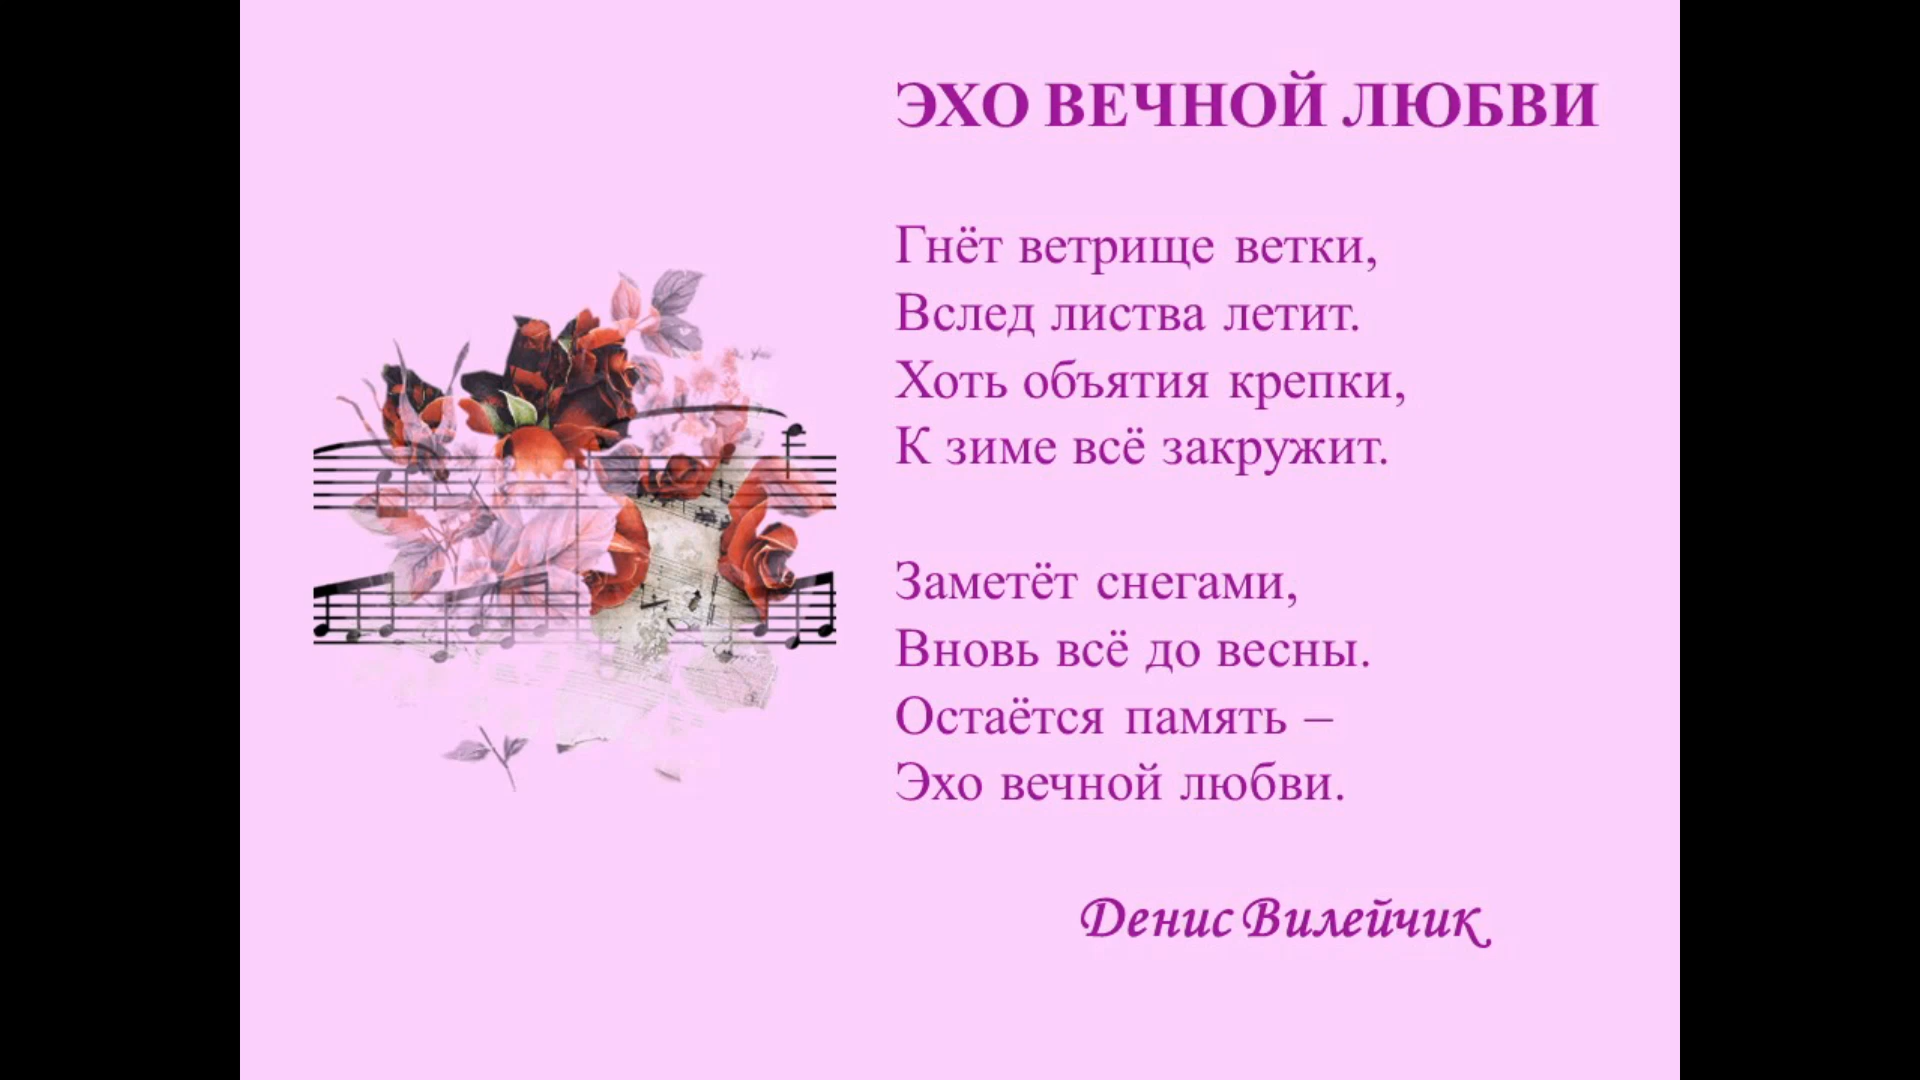 ЭХО ВЕЧНОЙ ЛЮБВИ
Гнёт ветрище ветки,
Вслед листва летит.
Хоть объятия крепки,
К зиме всё закружит.
Заметёт снегами,
Вновь всё до весны.
Остаётся память –
Эхо вечной любви.
Денис Вилейчик